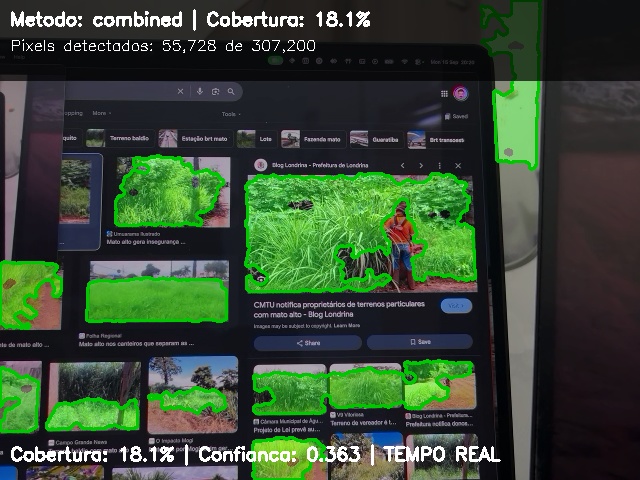 Metodo: combined | Cobertura: 18.1%
Pixels detectados: 55,728 de 307,200
More
Tools
Saved
quito
Terreno baldio
Estação brt mato
Lote
Fazenda mato
Guaratiba
Brt transoest
Blog Londrina - Prefeitura de Londrina
Umuarama Ilustrado
Mato alto gera insegurança ...
CMTU notifica proprietários de terrenos particulares
com mato alto - Blog Londrina
Images may be subject to copyright. Learn More
Share
Save
Folha Regional
Mato alto nos canteiros que separam as ...
Câmara Municipal de Agu...
Projeto de Lei prevê au...
VS Vitoriosa
Terreno de vereador é t...
Blog Londrina - Prefeitura...
Prefeitura notifica donos...
Campo Grande News
O Impacto Mogi
Cobertura: 18.1% | Confianca: 0.363 | TEMPO REAL